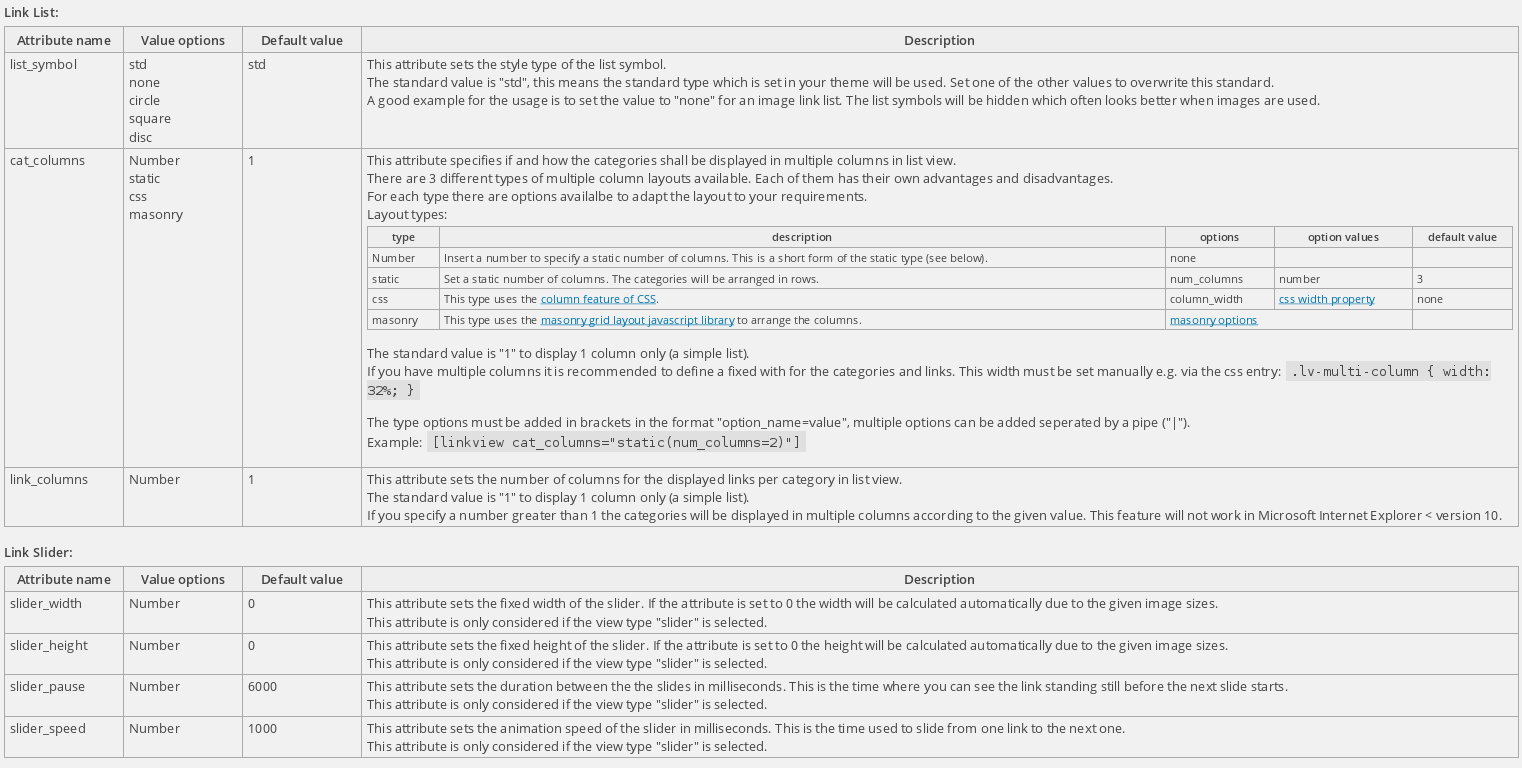 Link List:
Attribute name Value options Default value Description
list_symbol std std This attribute sets the style type of the list symbol.
none The standard value is "std", this means the standard type which is set in your theme will be used. Set one of the other values to overwrite this standard.
circle A good example for the usage is to set the value to "none" for an image link list. The list symbols will be hidden which often looks better when images are used.
square
disc
cat_columns Number 1 This attribute specifies if and how the categories shall be displayed in multiple columns in list view.
static There are 3 different types of multiple column layouts available. Each of them has their own advantages and disadvantages.
css For each type there are options availalbe to adapt the layout to your requirements.
masonry Layout types:
type description options option values default value
Number Insert a number to specify a static number of columns. This is a short form of the static type (see below). none
static Set a static number of columns. The categories will be arranged in rows. num_columns number 3
css This type uses the column feature of CSS. column_width css width property none
masonry This type uses the masonry grid layout javascript library to arrange the columns. masonry options
The standard value is "1" to display 1 column only (a simple list).
If you have multiple columns it is recommended to define a fixed with for the categories and links. This width must be set manually e.g. via the css entry: .lv-multi-column { width:
32%; }
The type options must be added in brackets in the format "option_name=value", multiple options can be added seperated by a pipe ("|").
Example: [linkview cat_columns="static(num_columns=2)"]
link_columns Number 1 This attribute sets the number of columns for the displayed links per category in list view.
The standard value is "1" to display 1 column only (a simple list).
If you specify a number greater than 1 the categories will be displayed in multiple columns according to the given value. This feature will not work in Microsoft Internet Explorer < version 10.
Link Slider:
Attribute name Value options Default value Description
slider_width Number 0 This attribute sets the fixed width of the slider. If the attribute is set to 0 the width will be calculated automatically due to the given image sizes.
This attribute is only considered if the view type "slider" is selected.
slider_height Number 0 This attribute sets the fixed height of the slider. If the attribute is set to 0 the height will be calculated automatically due to the given image sizes.
This attribute is only considered if the view type "slider" is selected.
slider_pause Number 6000 This attribute sets the duration between the the slides in milliseconds. This is the time where you can see the link standing still before the next slide starts.
This attribute is only considered if the view type "slider" is selected.
slider_speed Number 1000 This attribute sets the animation speed of the slider in milliseconds. This is the time used to slide from one link to the next one.
This attribute is only considered if the view type "slider" is selected.